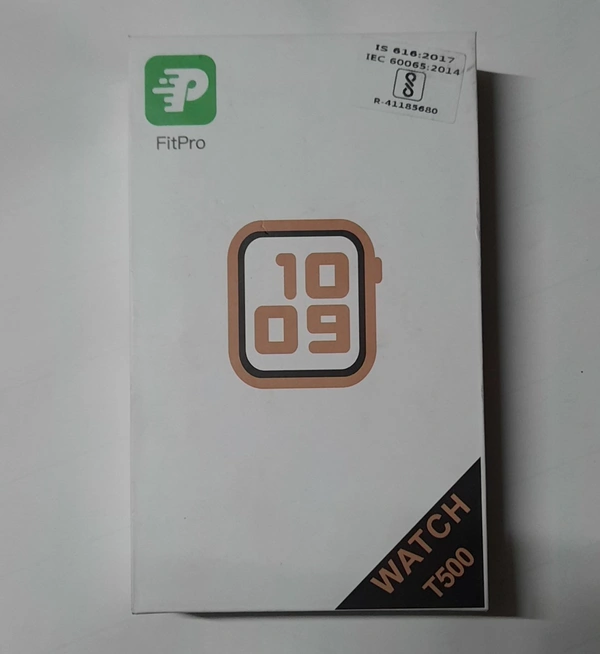 IS 616:2017
IEC 60065:2014
R-41185680
FitPro
10
09
WATCH
T500